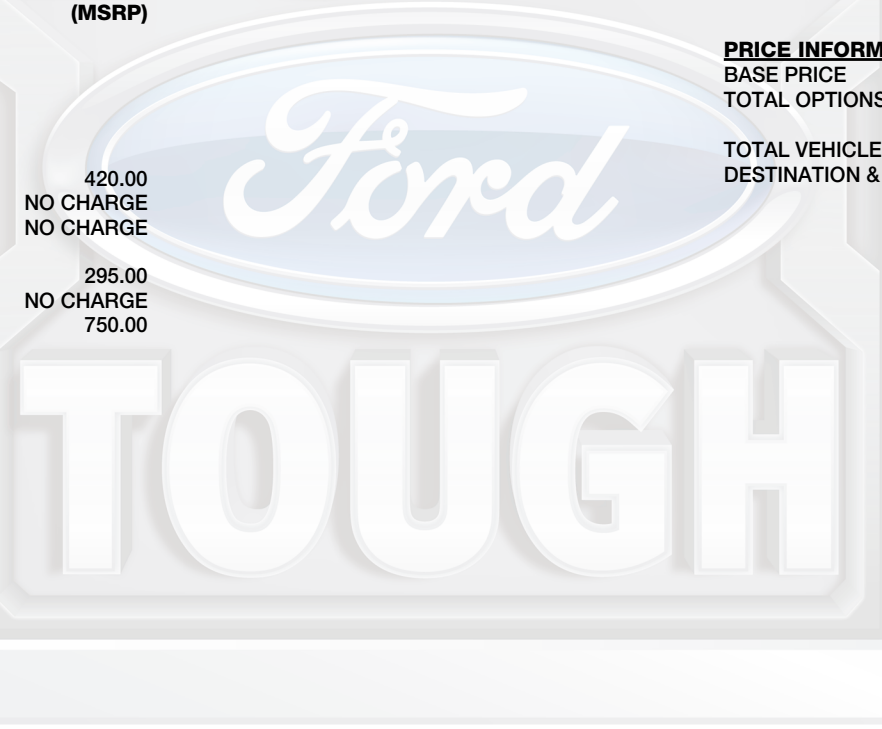 (MSRP)
420.00
NO CHARGE
NO CHARGE
295.00
NO CHARGE
750.00
PRICE INFORM
BASE PRICE
TOTAL OPTIONS
TOTAL VEHICLE
DESTINATION &
Ford
TOUGH